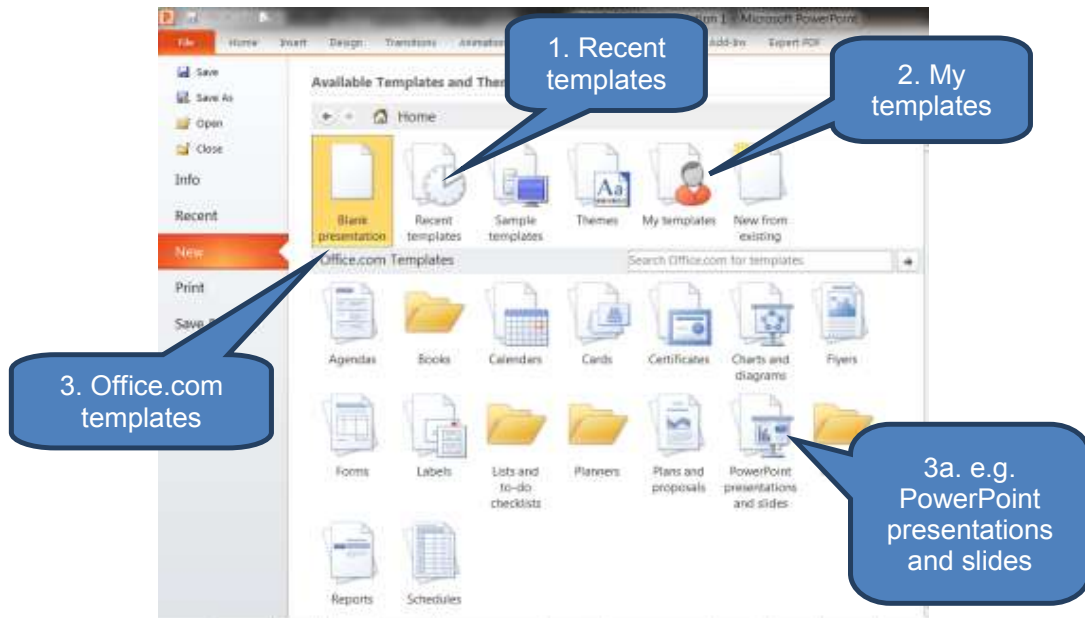 1 - Microsoft PowerPoint
File Home Insert Design Transitions Add-Ins Expert PDF
1. Recent
templates
2. My
templates
Save
Save As
Open
Close
Info
Recent
New
Print
Available Templates and
Home
Blank
presentation
Recent
templates
Sample
templates
Themes
My templates
New from
existing
Office.com Templates
Search Office.com for templates
Agendas
Books
Calendars
Cards
Certificates
Charts and
diagrams
Flyers
3. Office.com
templates
Forms
Labels
Lists and
to-do
checklists
Planners
Plans and
proposals
PowerPoint
presentations
and slides
3a. e.g.
PowerPoint
presentations
and slides
Reports
Schedules